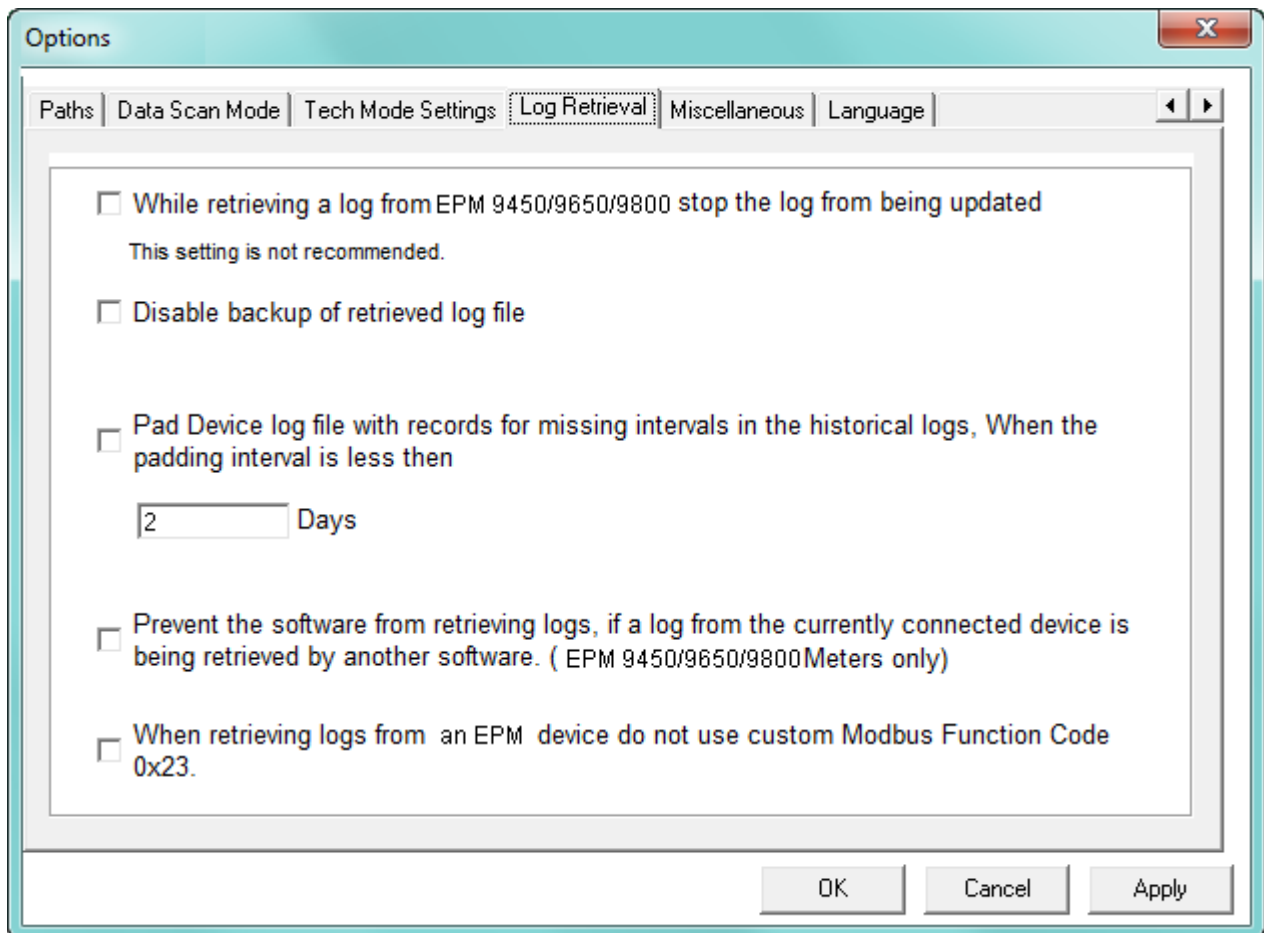 Options
Paths Data Scan Mode Tech Mode Settings Log Retrieval Miscellaneous Language
While retrieving a log from EPM 9450/9650/9800 stop the log from being updated
This setting is not recommended.
Disable backup of retrieved log file
Pad Device log file with records for missing intervals in the historical logs, When the
padding interval is less then
2 Days
Prevent the software from retrieving logs, if a log from the currently connected device is
being retrieved by another software. ( EPM 9450/9650/9800 Meters only)
When retrieving logs from an EPM device do not use custom Modbus Function Code
0x23.
OK Cancel Apply